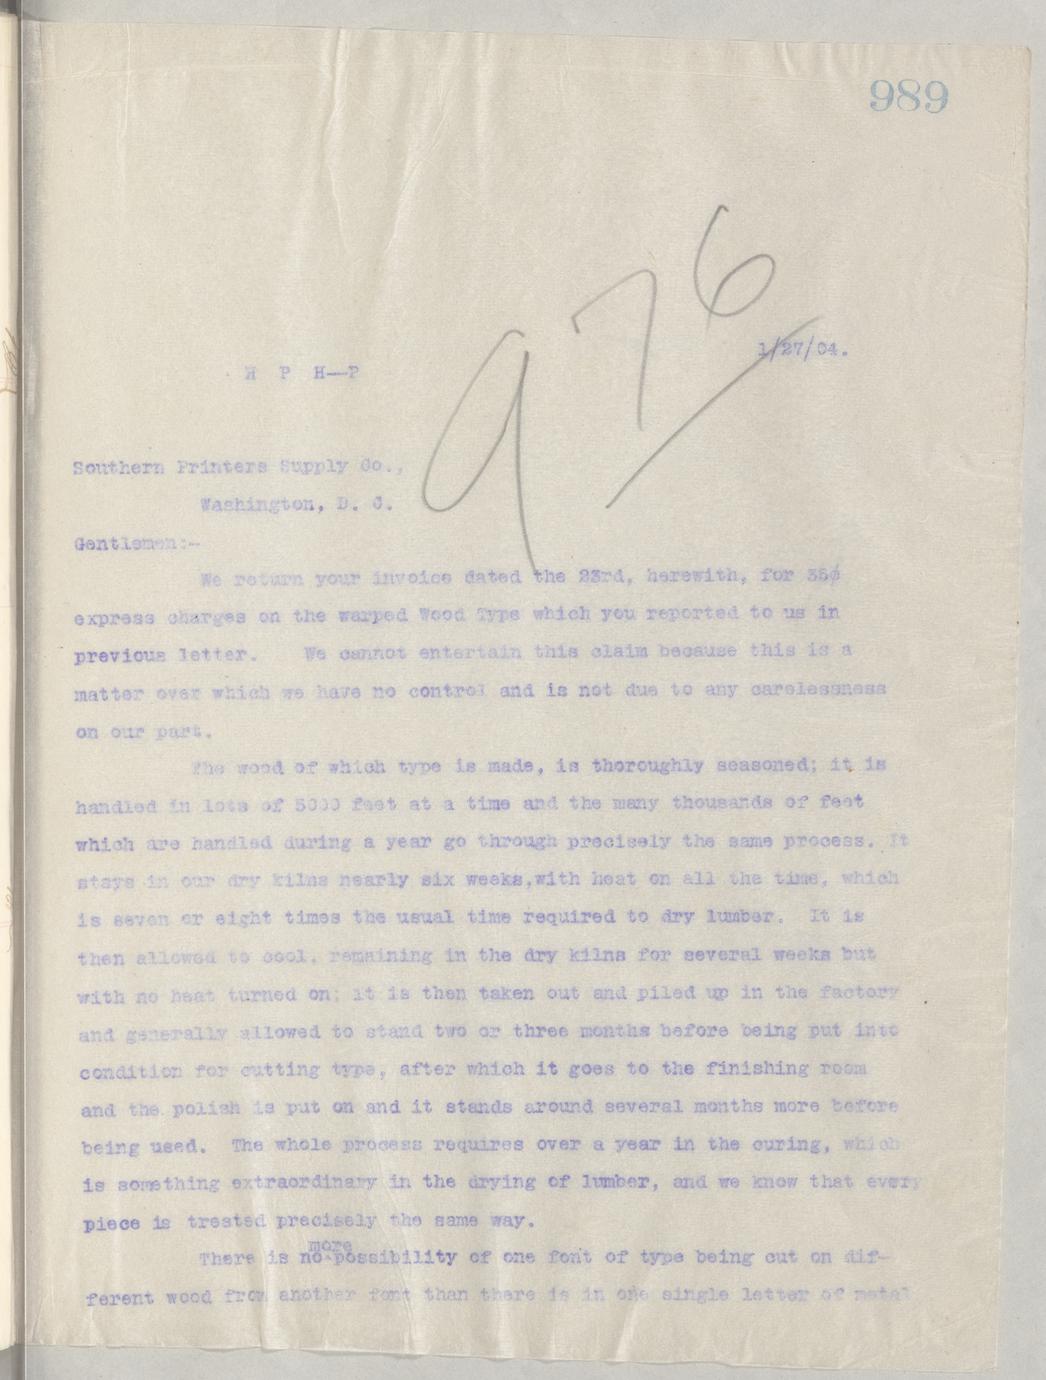 989
976
1/27/04.
H P H—P
Southern Printers Supply Co.,
Washington, D. C.
Gentlemen:-
We return your invoice dated the 23rd, herewith, for 35¢
express charges on the warped Wood Type which you reported to us in
previous letter. We cannot entertain this claim because this is a
matter over which we have no control and is not due to any carelessness
on our part.
The wood of which type is made, is thoroughly seasoned; it is
handled in lots of 5000 feet at a time and the many thousands of feet
which are handled during a year go through precisely the same process. It
stays in our dry kilns nearly six weeks,with heat on all the time, which
is seven or eight times the usual time required to dry lumber. It is
then allowed to cool, remaining in the dry kilns for several weeks but
with no heat turned on; it is then taken out and piled up in the factory
and generally allowed to stand two or three months before being put into
condition for cutting type, after which it goes to the finishing room
and the polish is put on and it stands around several months more before
being used. The whole process requires over a year in the curing, which
is something extraordinary in the drying of lumber, and we know that every
piece is treated precisely the same way.
more
There is no possibility of one font of type being cut on dif-
ferent wood from another font than there is in one single letter of metal